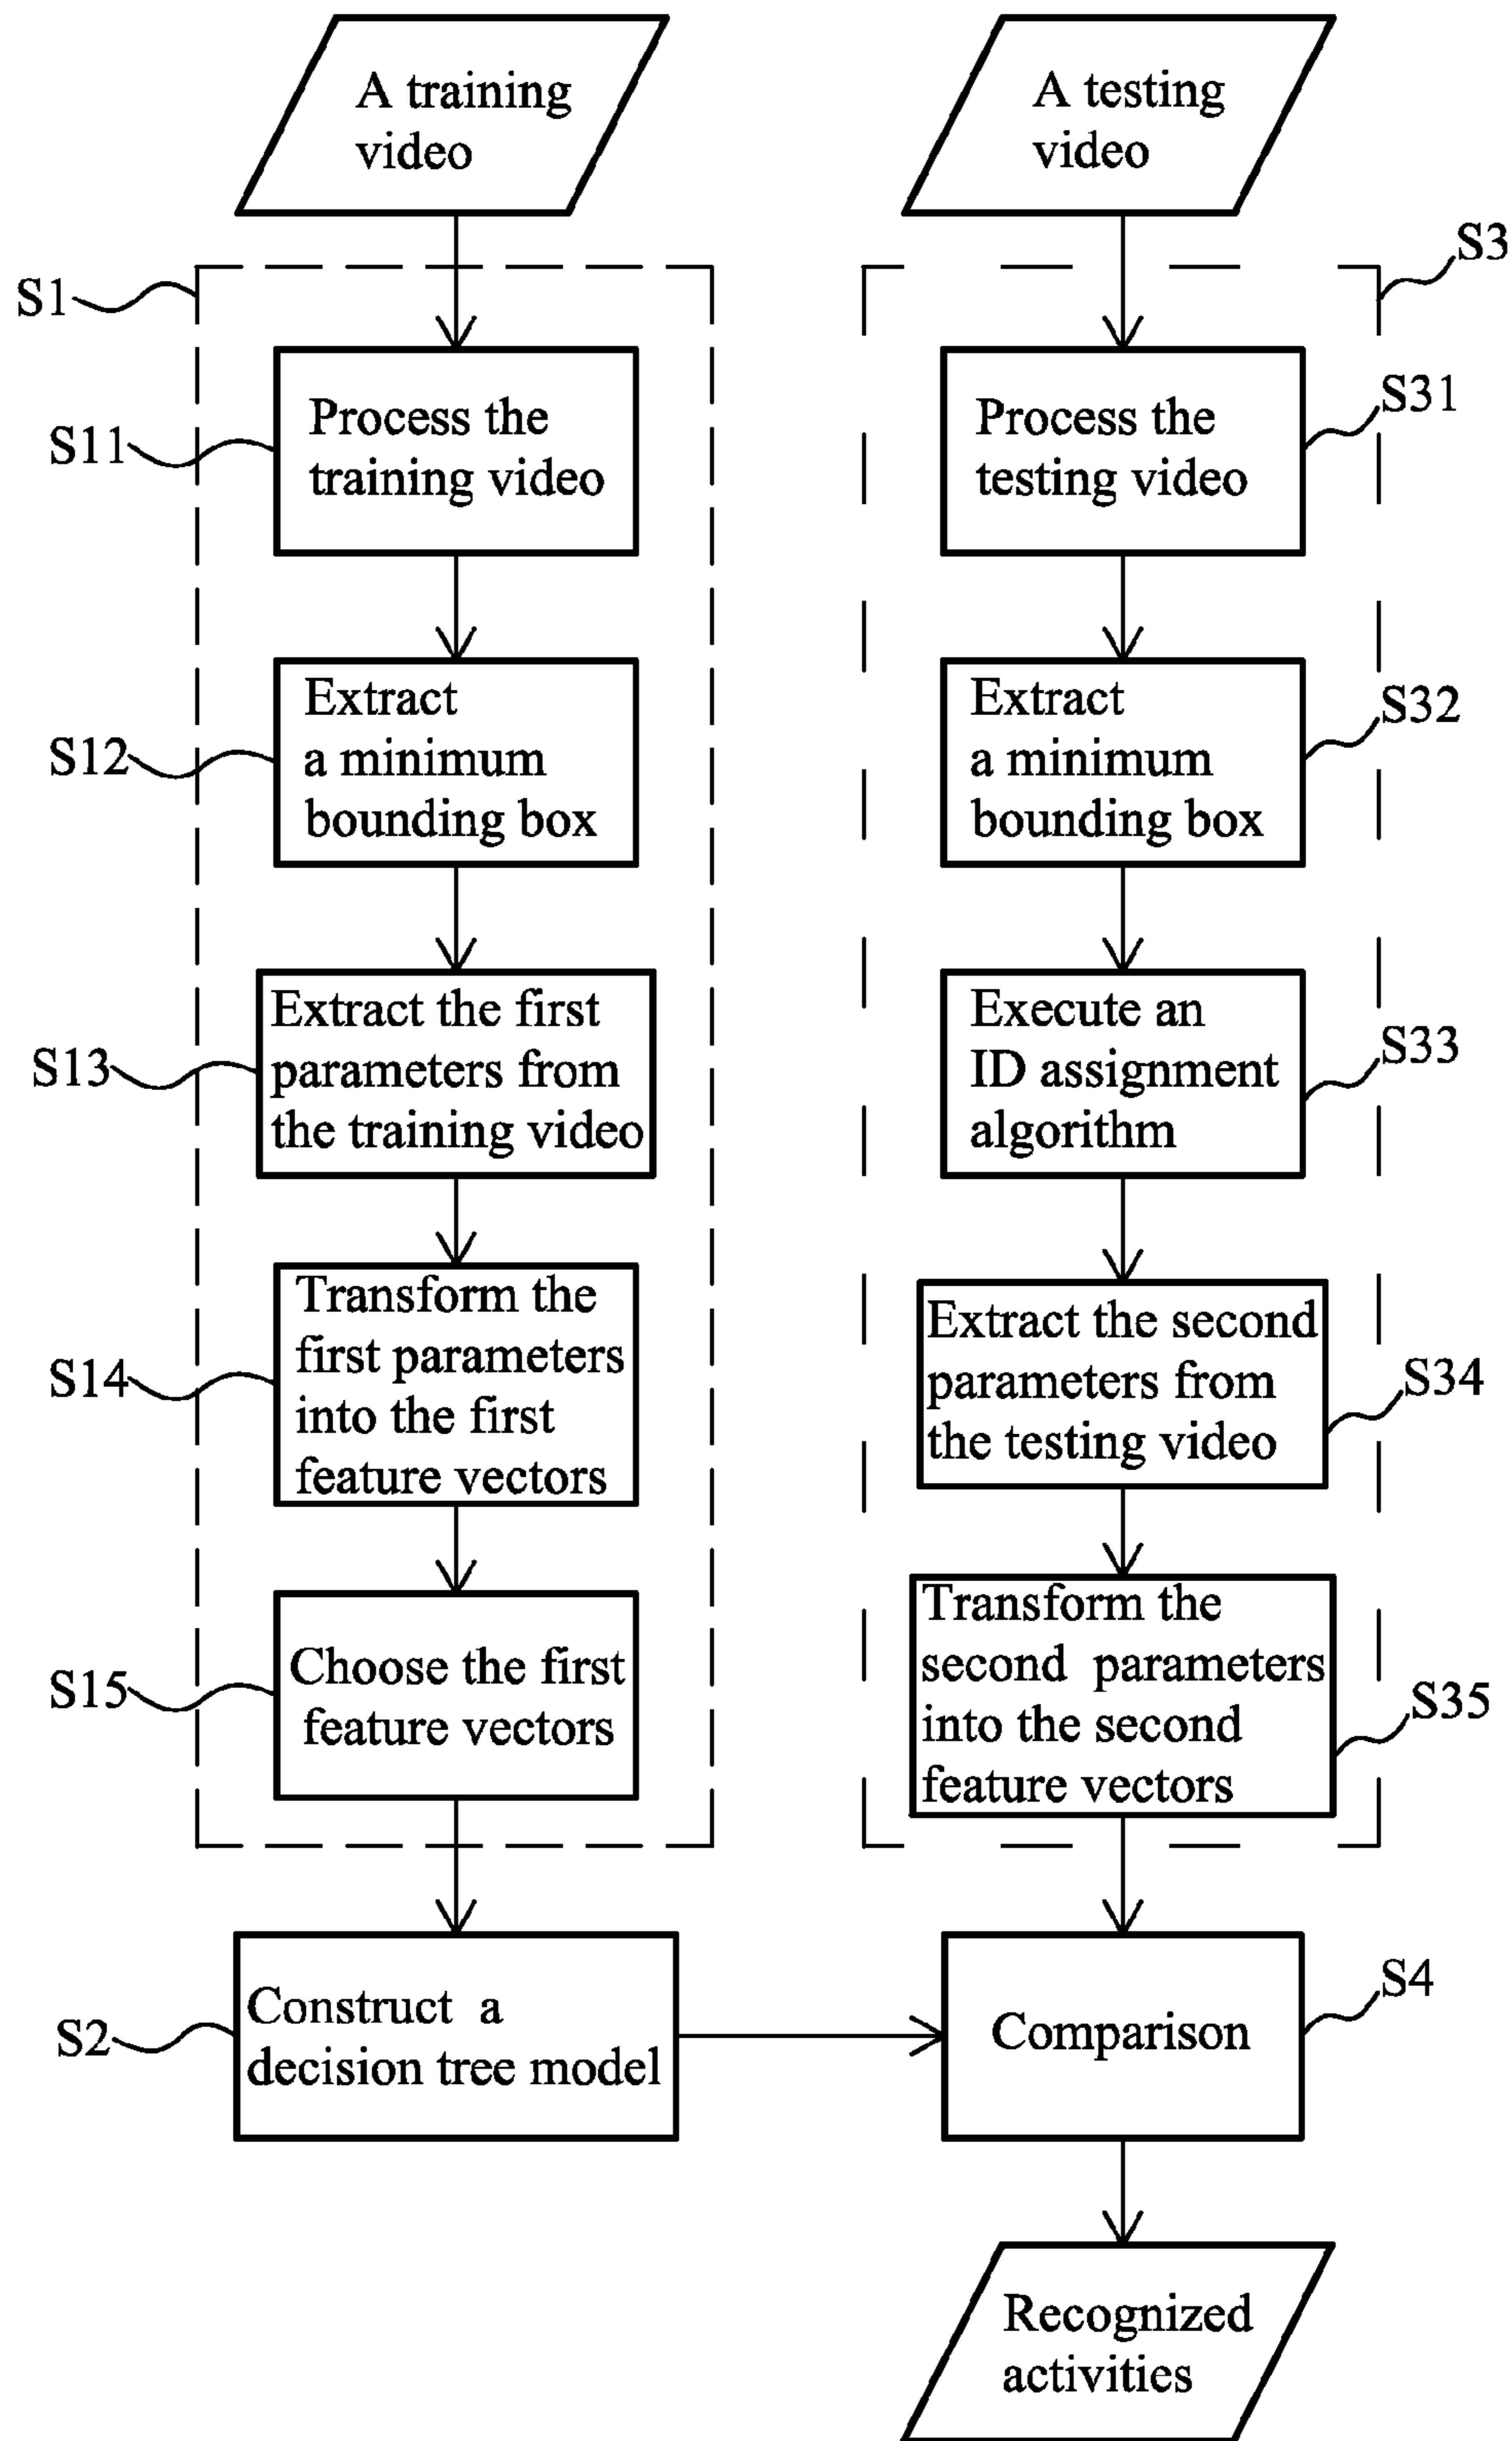 A training
video
S1
S11
Process the
training video
S12
Extract
a minimum
bounding box
S13
Extract the first
parameters from
the training video
S14
Transform the
first parameters
into the first
feature vectors
S15
Choose the first
feature vectors
S2
Construct a
decision tree model
A testing
video
S3
Process the
testing video
S31
Extract
a minimum
bounding box
S32
Execute an
ID assignment
algorithm
S33
Extract the second
parameters from
the testing video
S34
Transform the
second parameters
into the second
feature vectors
S35
Comparison
S4
Recognized
activities